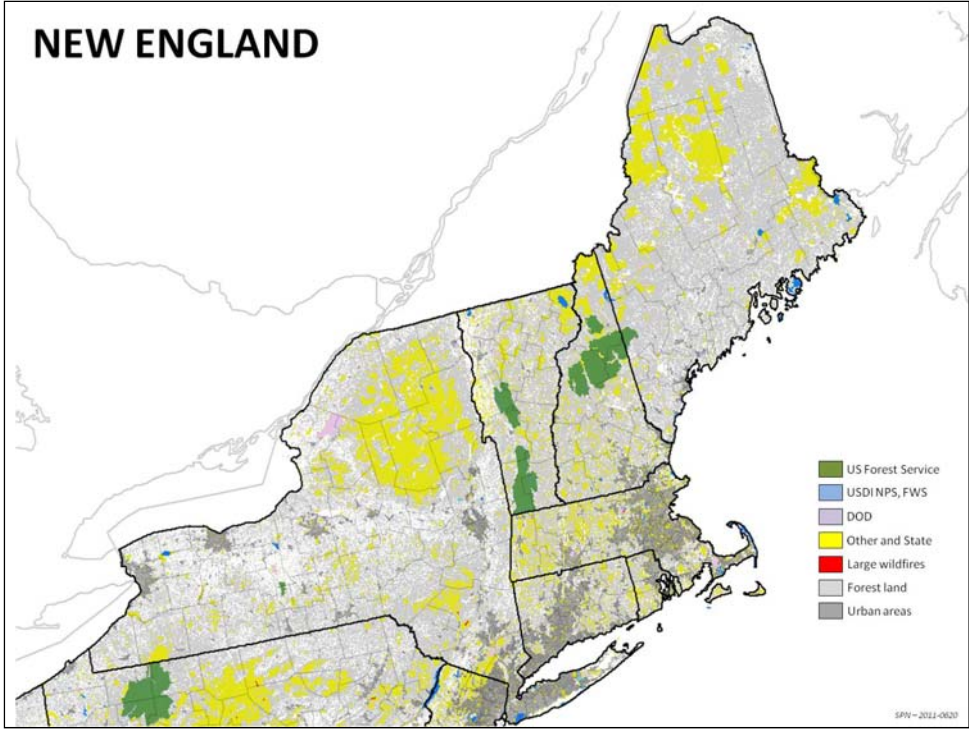 NEW ENGLAND
US Forest Service
USDI NPS, FWS
DOD
Other and State
Large wildfires
Forest land
Urban areas
SPN – 2011-0620